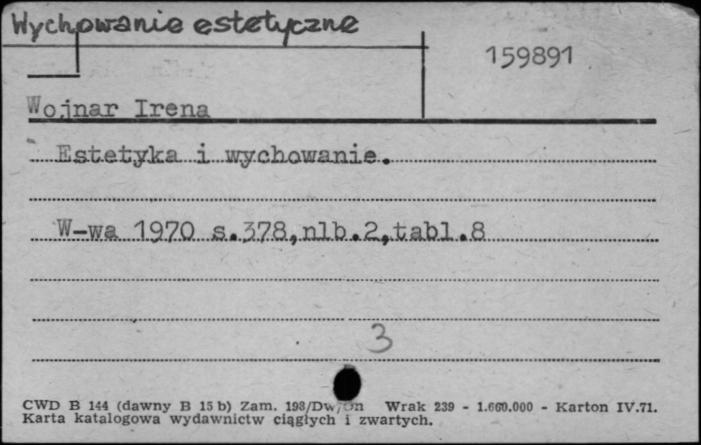 Wychowanie estetyczne
159891
Wojnar Irena
Estetyka i wychowanie.
W-wa 1970 s.378,nlb.2,tabl.8
3
CWD B 144 (dawny B 15 b) Zam. 198/Dw/Dn Wrak 239 - 1.660.000 - Karton IV.71.
Karta katalogowa wydawnictw ciągłych i zwartych.